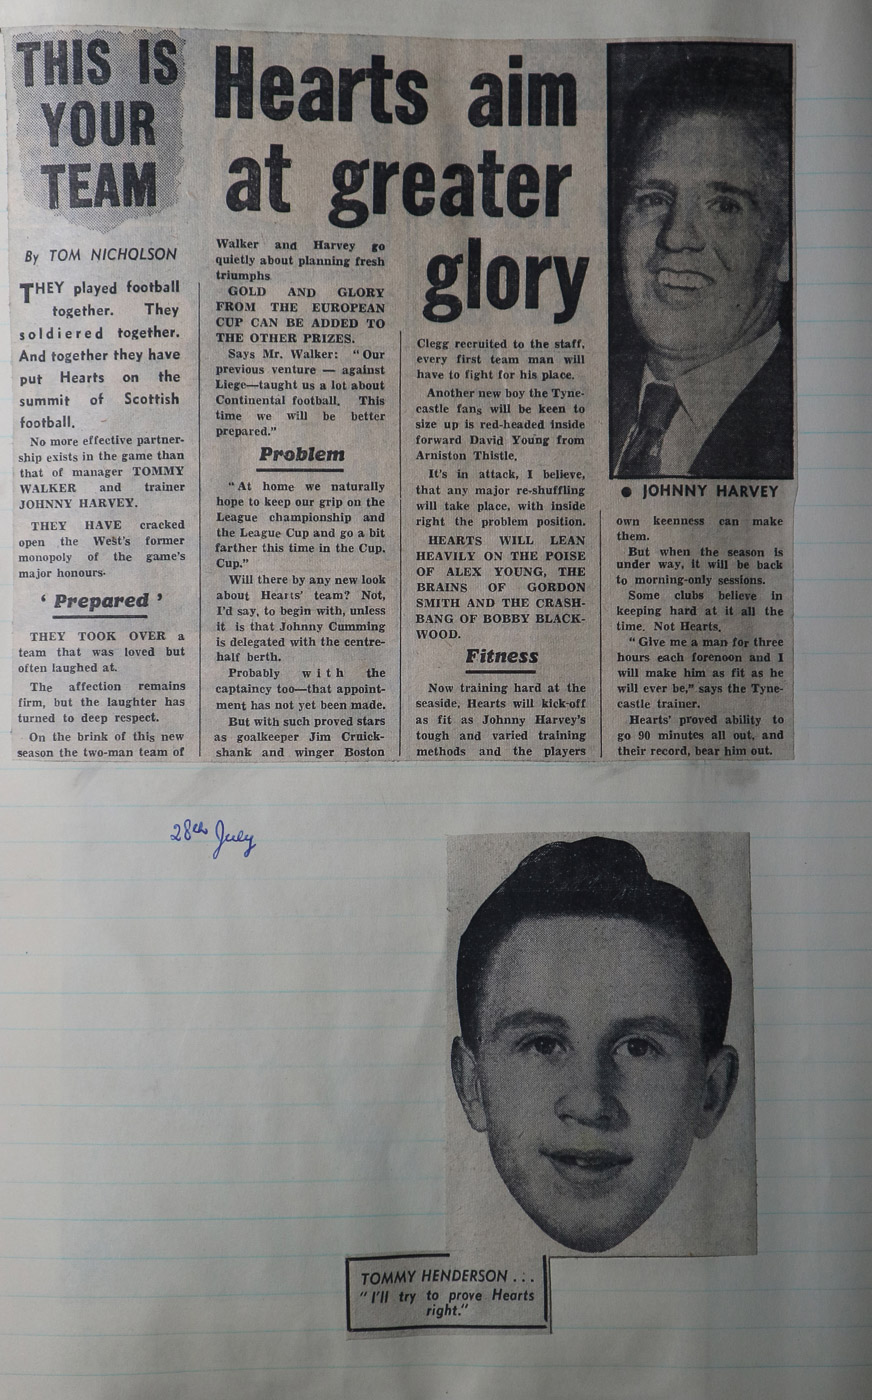 THIS IS
YOUR
TEAM
By TOM NICHOLSON
THEY played football
together. They
soldiered together.
And together they have
put Hearts on the
summit of Scottish
football.
No more effective partner-
ship exists in the game than
that of manager TOMMY
WALKER and trainer
JOHNNY HARVEY.
THEY HAVE cracked
open the West's former
monopoly of the game's
major honours.
‘ Prepared ’
THEY TOOK OVER a
team that was loved but
often laughed at.
The affection remains
firm, but the laughter has
turned to deep respect.
On the brink of this new
season the two-man team of
Hearts aim
at greater
glory
Walker and Harvey go
quietly about planning fresh
triumphs
GOLD AND GLORY
FROM THE EUROPEAN
CUP CAN BE ADDED TO
THE OTHER PRIZES.
Says Mr. Walker: “Our
previous venture — against
Liege—taught us a lot about
Continental football. This
time we will be better
prepared.”
Problem
“At home we naturally
hope to keep our grip on the
League championship and
the League Cup and go a bit
farther this time in the Cup.
Cup.”
Will there by any new look
about Hearts' team? Not,
I'd say, to begin with, unless
it is that Johnny Cumming
is delegated with the centre-
half berth.
Probably with the
captaincy too—that appoint-
ment has not yet been made.
But with such proved stars
as goalkeeper Jim Cruick-
shank and winger Boston
Clegg recruited to the staff,
every first team man will
have to fight for his place.
Another new boy the Tyne-
castle fans will be keen to
size up is red-headed inside
forward David Young from
Arniston Thistle.
It's in attack, I believe,
that any major re-shuffling
will take place, with inside
right the problem position.
HEARTS WILL LEAN
HEAVILY ON THE POISE
OF ALEX YOUNG, THE
BRAINS OF GORDON
SMITH AND THE CRASH-
BANG OF BOBBY BLACK-
WOOD.
Fitness
Now training hard at the
seaside, Hearts will kick-off
as fit as Johnny Harvey's
tough and varied training
methods and the players
● JOHNNY HARVEY
own keenness can make
them.
But when the season is
under way, it will be back
to morning-only sessions.
Some clubs believe in
keeping hard at it all the
time. Not Hearts.
“Give me a man for three
hours each forenoon and I
will make him as fit as he
will ever be,” says the Tyne-
castle trainer.
Hearts' proved ability to
go 90 minutes all out, and
their record, bear him out.
28th July
TOMMY HENDERSON . . .
“I'll try to prove Hearts
right.”